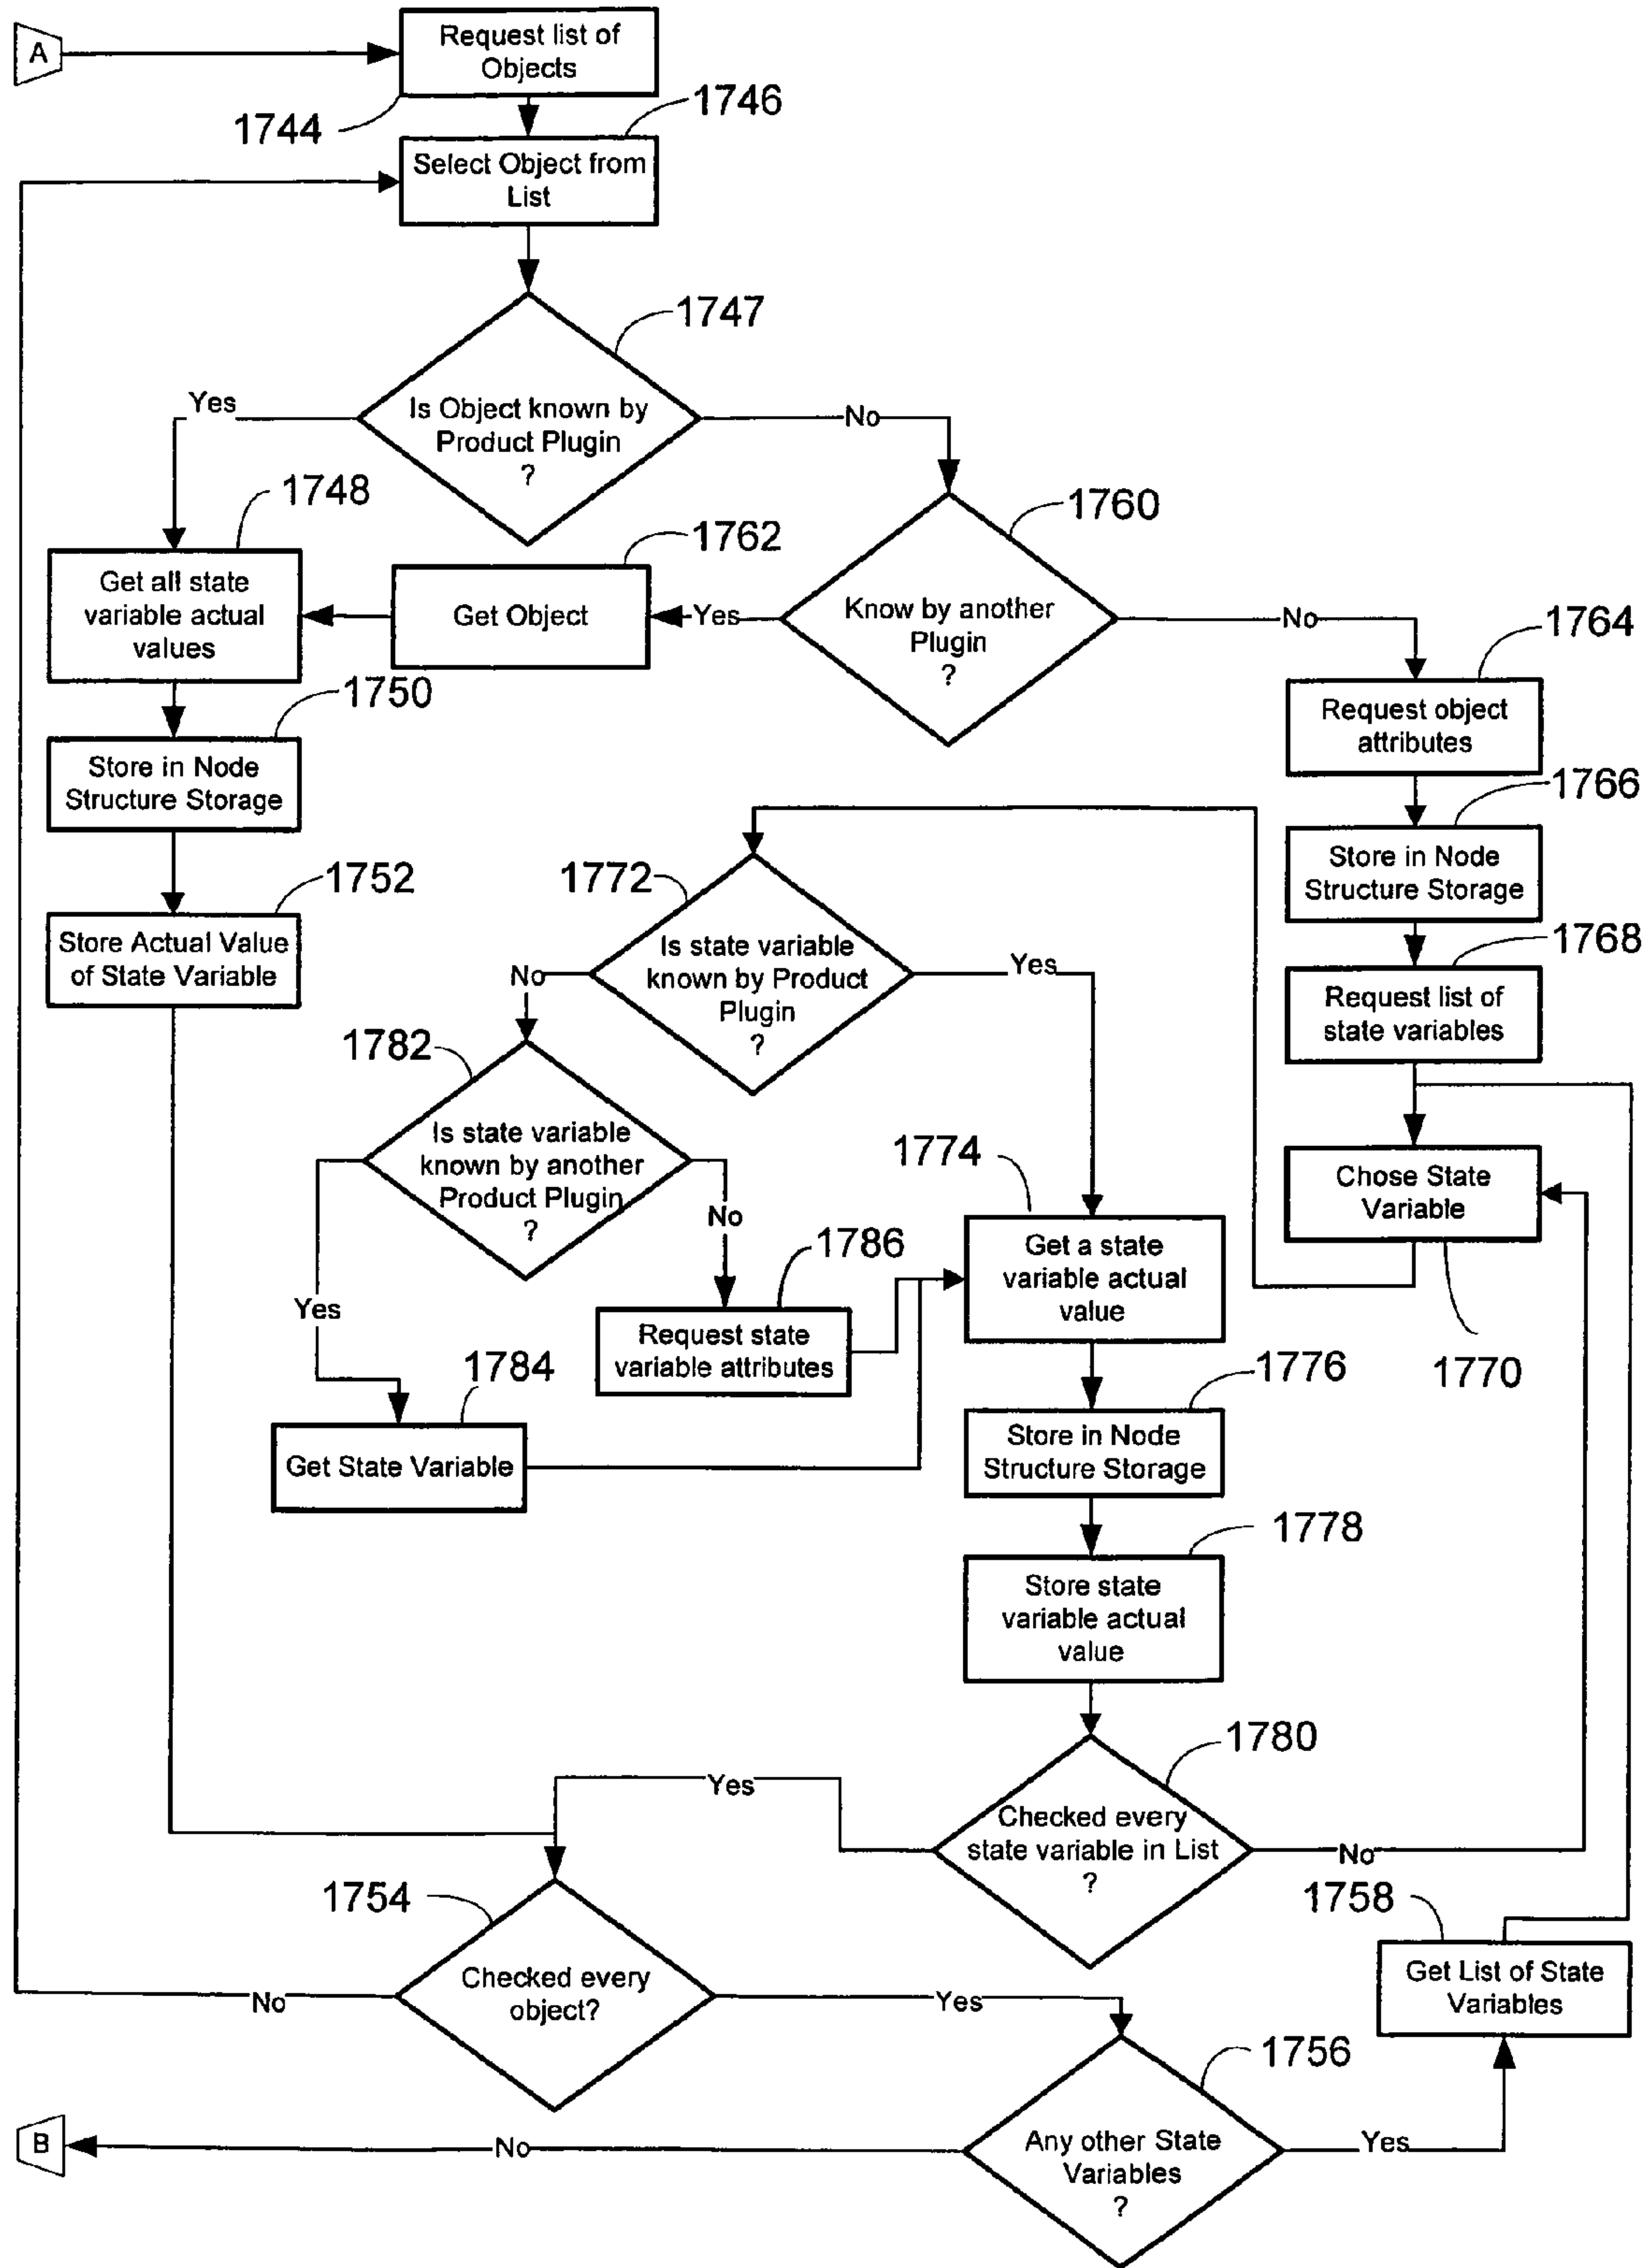 A
Request list of
Objects
1744
1746
Select Object from
List
1747
Is Object known by
Product Plugin
?
Yes
No
1748
Get all state
variable actual
values
1762
Get Object
Yes
1760
Know by another
Plugin
?
No
1764
Request object
attributes
1750
Store in Node
Structure Storage
1766
Store in Node
Structure Storage
1752
Store Actual Value
of State Variable
1772
Is state variable
known by Product
Plugin
?
No
Yes
1768
Request list of
state variables
1782
Is state variable
known by another
Product Plugin
?
Yes
No
1774
Get a state
variable actual
value
Chose State
Variable
1770
1786
Request state
variable attributes
1784
Get State Variable
1776
Store in Node
Structure Storage
1778
Store state
variable actual
value
1780
Checked every
state variable in List
?
Yes
No
1754
Checked every
object?
No
Yes
1758
Get List of State
Variables
1756
Any other State
Variables
?
Yes
No
B